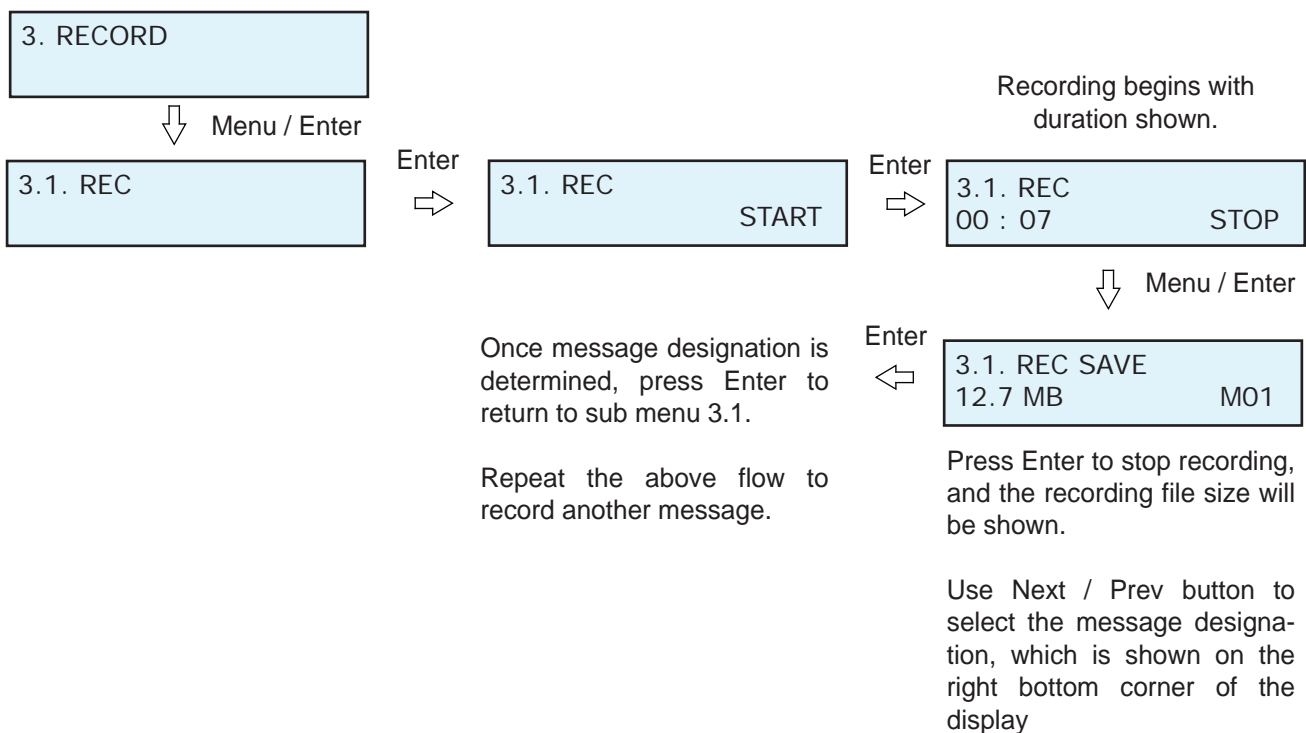 3. RECORD
Menu / Enter
3.1. REC
Enter
3.1. REC
START
Enter
Recording begins with
duration shown.
3.1. REC
00 : 07 STOP
Menu / Enter
3.1. REC SAVE
12.7 MB M01
Press Enter to stop recording,
and the recording file size will
be shown.
Use Next / Prev button to
select the message designa-
tion, which is shown on the
right bottom corner of the
display
Enter
Once message designation is
determined, press Enter to
return to sub menu 3.1.
Repeat the above flow to
record another message.